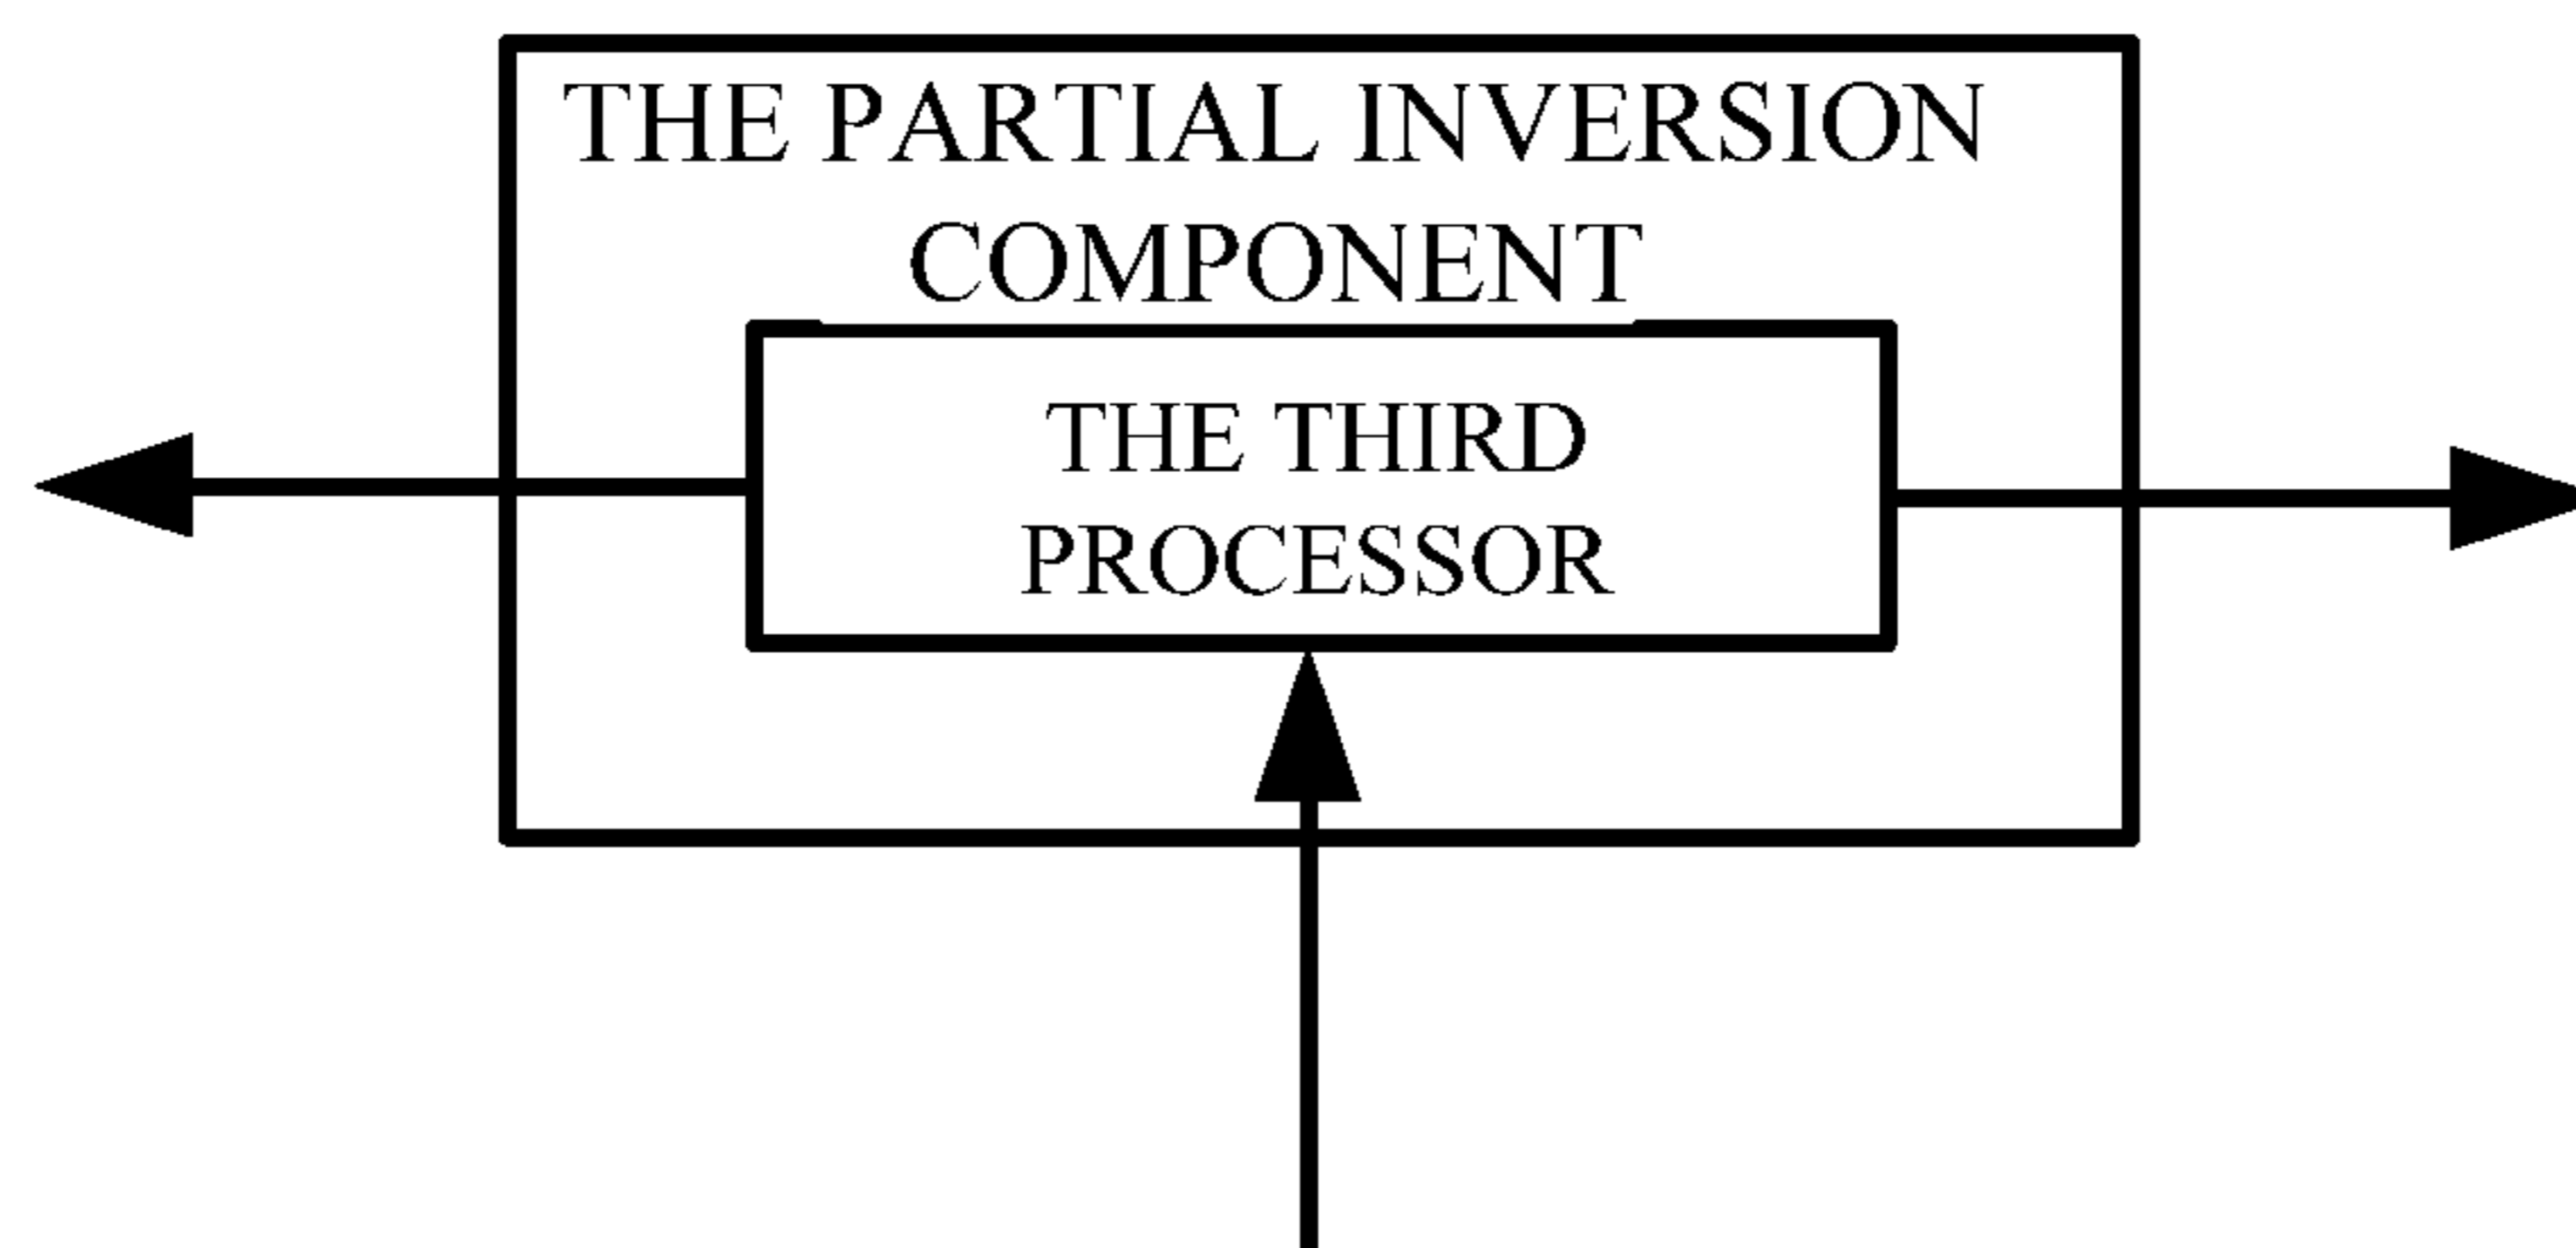 THE PARTIAL INVERSION
COMPONENT
THE THIRD
PROCESSOR